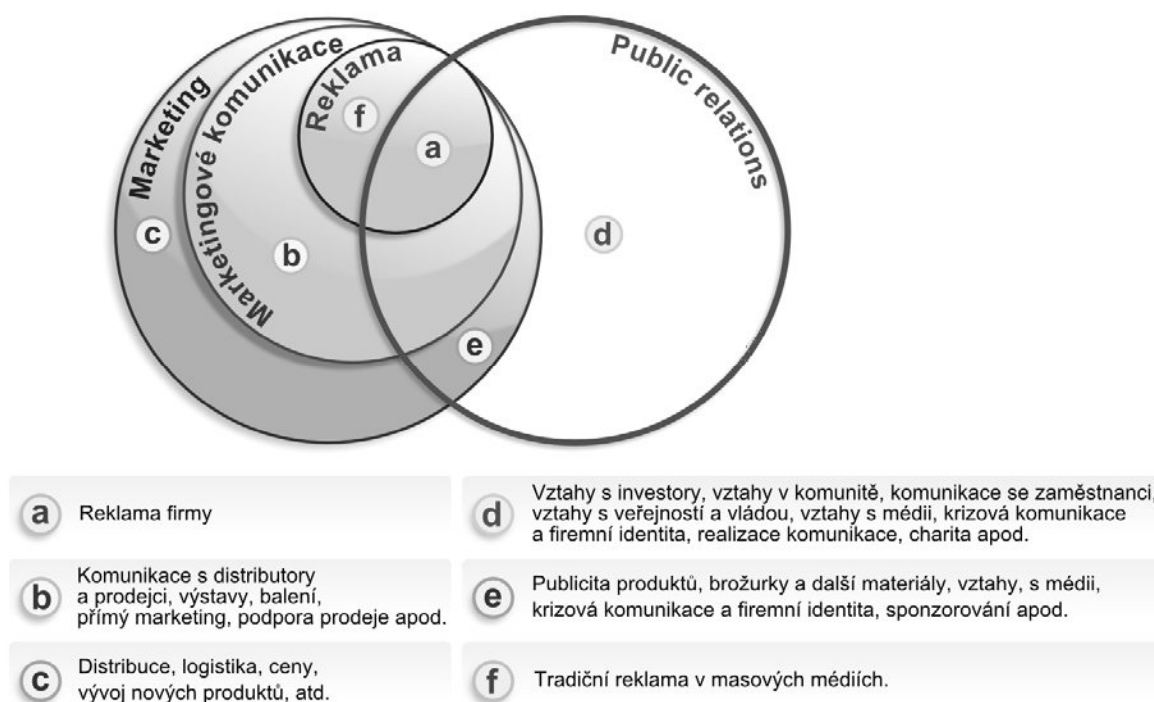 Marketing
Marketingové komunikace
Reklama
Public relations
f
a
c
b
d
e
a
Reklama firmy
d
Vztahy s investory, vztahy v komunitě, komunikace se zaměstnanci,
vztahy s veřejností a vládou, vztahy s médii, krizová komunikace
a firemní identita, realizace komunikace, charita apod.
b
Komunikace s distributory
a prodejci, výstavy, balení,
přímý marketing, podpora prodeje apod.
e
Publicita produktů, brožurky a další materiály, vztahy, s médii,
krizová komunikace a firemní identita, sponzorování apod.
c
Distribuce, logistika, ceny,
vývoj nových produktů, atd.
f
Tradiční reklama v masových médiích.